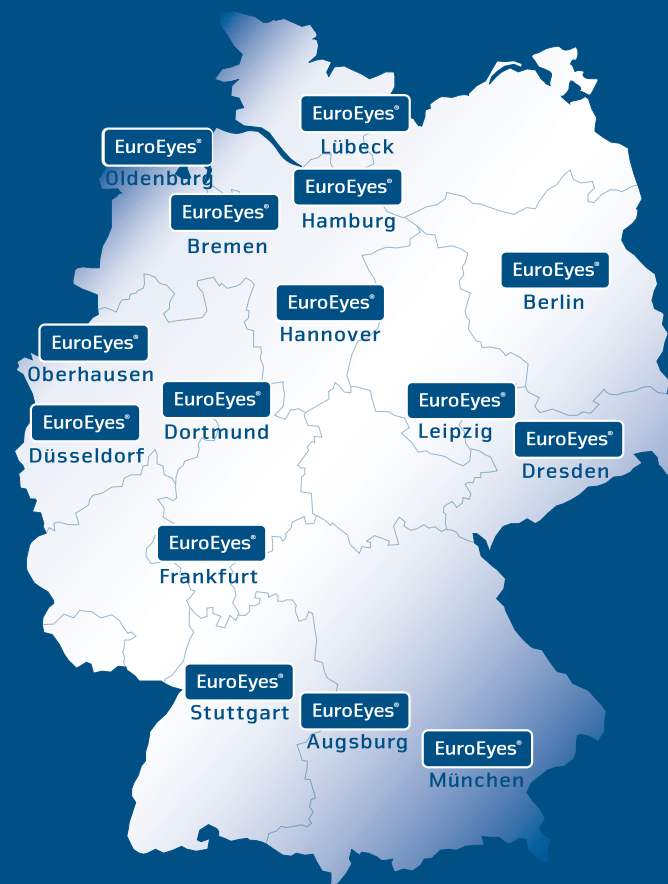 EuroEyes®
Lübeck
EuroEyes®
Oldenburg
EuroEyes®
Hamburg
EuroEyes®
Bremen
EuroEyes®
Berlin
EuroEyes®
Hannover
EuroEyes®
Oberhausen
EuroEyes®
Dortmund
EuroEyes®
Leipzig
EuroEyes®
Düsseldorf
EuroEyes®
Dresden
EuroEyes®
Frankfurt
EuroEyes®
Stuttgart
EuroEyes®
Augsburg
EuroEyes®
München